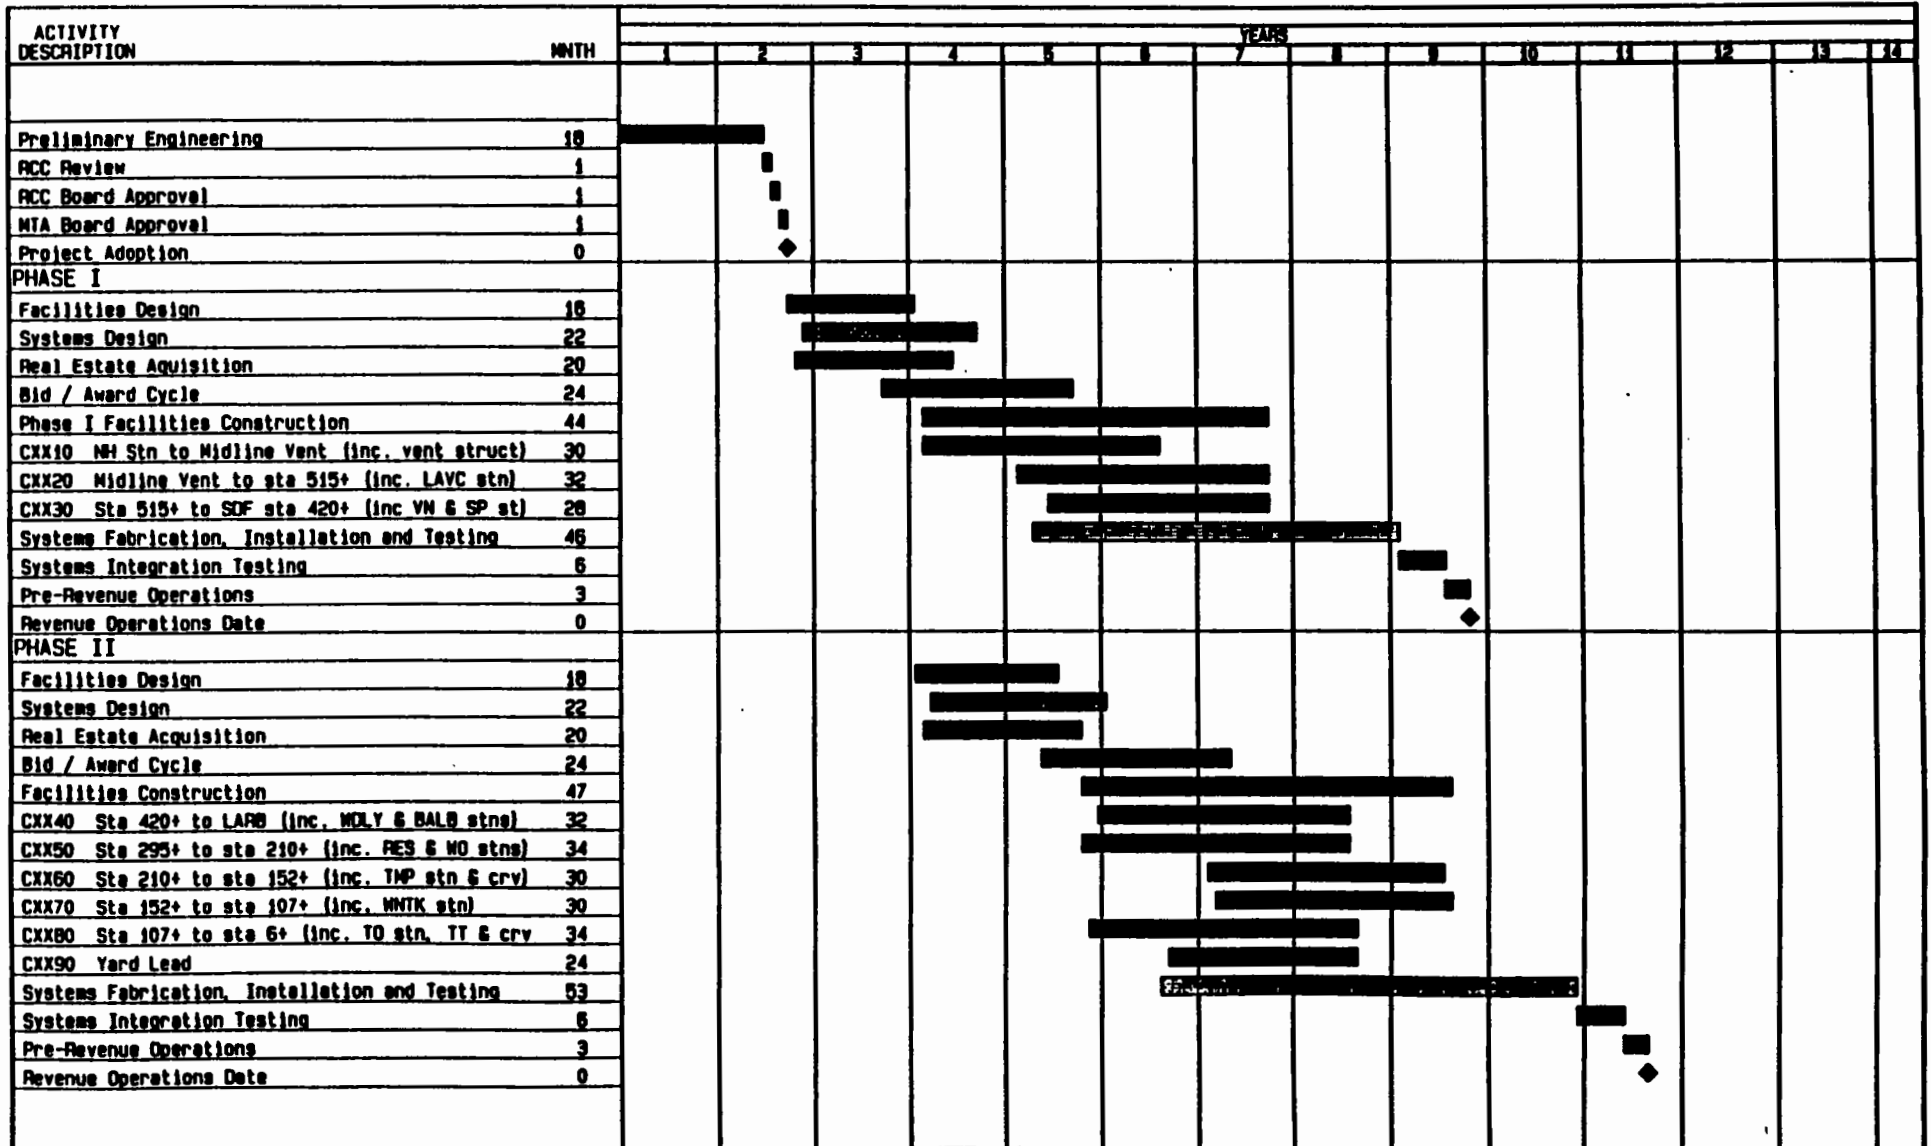 ACTIVITY
DESCRIPTION MNTH
YEARS
1 2 3 4 5 6 7 8 9 10 11 12 13 14
Preliminary Engineering 18
RCC Review 1
RCC Board Approval 1
MTA Board Approval 1
Project Adoption 0
PHASE I
Facilities Design 16
Systems Design 22
Real Estate Aquisition 20
Bid / Award Cycle 24
Phase I Facilities Construction 44
CXX10 NH Stn to Midline Vent (inc. vent struct) 30
CXX20 Midline Vent to sta 515+ (inc. LAVC stn) 32
CXX30 Sta 515+ to SDF sta 420+ (inc VN & SP st) 28
Systems Fabrication, Installation and Testing 46
Systems Integration Testing 6
Pre-Revenue Operations 3
Revenue Operations Date 0
PHASE II
Facilities Design 18
Systems Design 22
Real Estate Acquisition 20
Bid / Award Cycle 24
Facilities Construction 47
CXX40 Sta 420+ to LARB (inc. WDLY & BALB stns) 32
CXX50 Sta 295+ to sta 210+ (inc. RES & WO stns) 34
CXX60 Sta 210+ to sta 152+ (inc. TMP stn & crv) 30
CXX70 Sta 152+ to sta 107+ (inc. WNTK stn) 30
CXX80 Sta 107+ to sta 6+ (inc. TO stn, TT & crv 34
CXX90 Yard Lead 24
Systems Fabrication, Installation and Testing 53
Systems Integration Testing 6
Pre-Revenue Operations 3
Revenue Operations Date 0